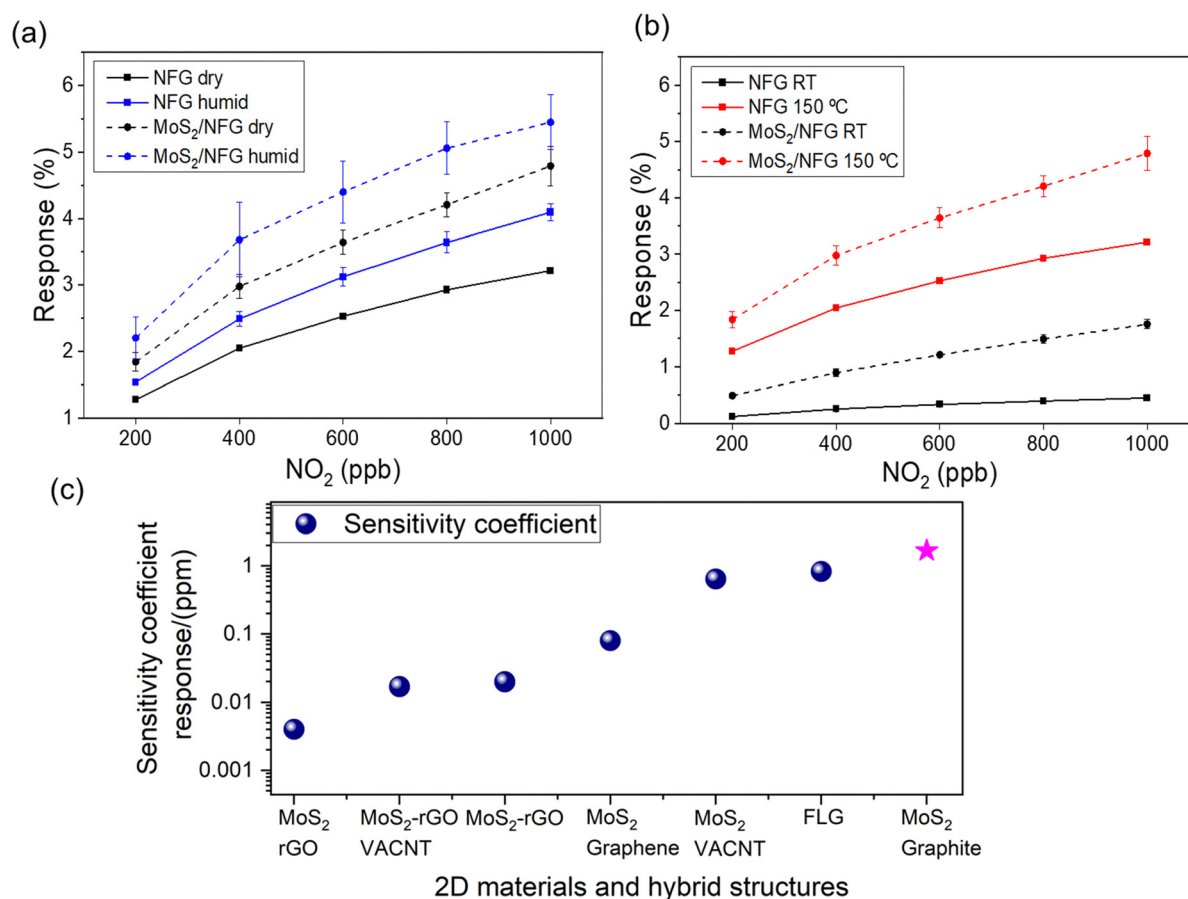 (a)
NFG dry
NFG humid
MoS₂/NFG dry
MoS₂/NFG humid
Response (%)
6
5
4
3
2
1
200 400 600 800 1000
NO₂ (ppb)
(b)
NFG RT
NFG 150 ºC
MoS₂/NFG RT
MoS₂/NFG 150 ºC
Response (%)
6
5
4
3
2
1
0
200 400 600 800 1000
NO₂ (ppb)
(c)
Sensitivity coefficient
Sensitivity coefficient
response/(ppm)
1
0.1
0.01
0.001
MoS₂ MoS₂-rGO MoS₂-rGO MoS₂ MoS₂ FLG MoS₂
rGO VACNT Graphene VACNT Graphite
2D materials and hybrid structures